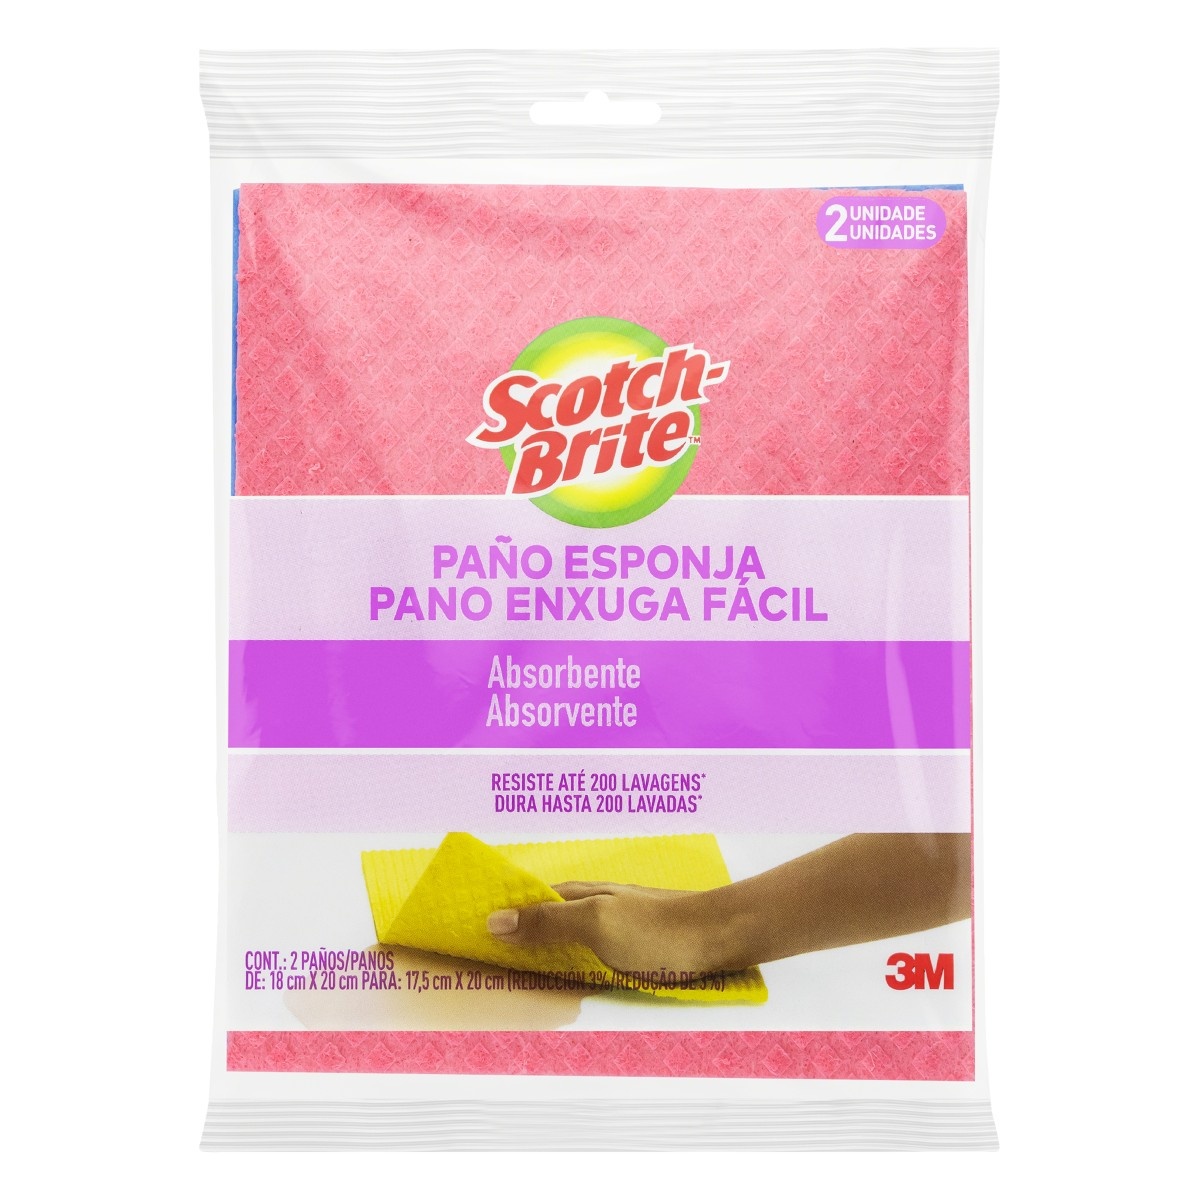 2 UNIDADE
UNIDADES
Scotch-
Brite™
PAÑO ESPONJA
PANO ENXUGA FÁCIL
Absorbente
Absorvente
RESISTE ATÉ 200 LAVAGENS*
DURA HASTA 200 LAVADAS*
CONT.: 2 PAÑOS/PANOS
DE: 18 cm X 20 cm PARA: 17,5 cm X 20 cm (REDUCCIÓN 3%/REDUÇÃO DE 3%)
3M